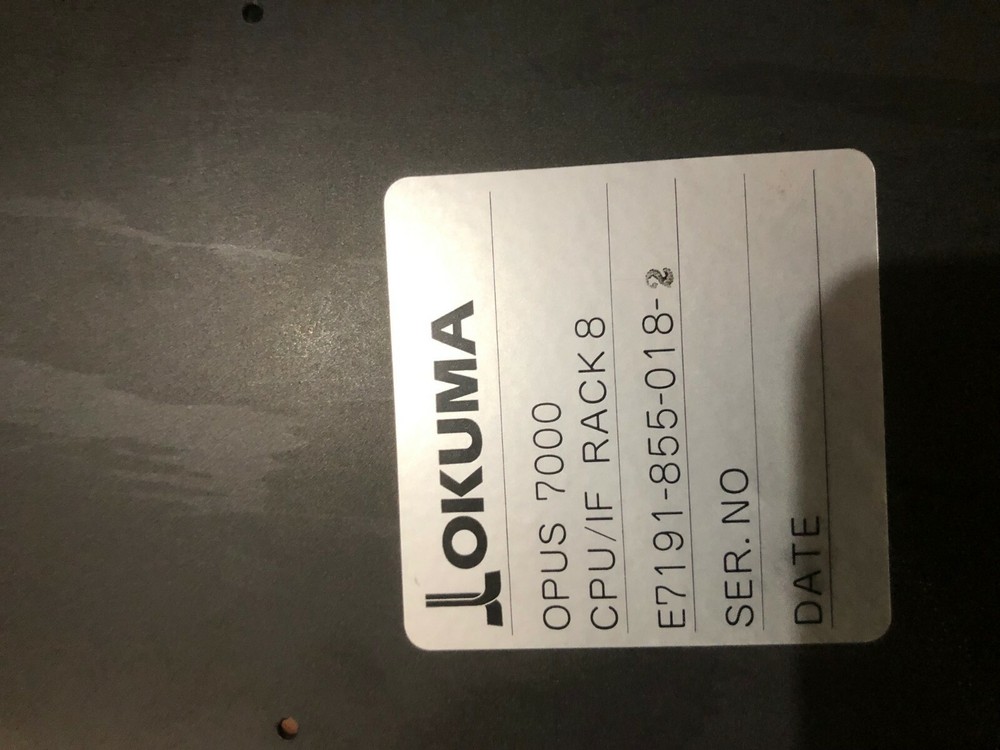 OKUMA
OPUS 7000
CPU/IF RACK 8
E7191-855-018-2
SER.NO
DATE